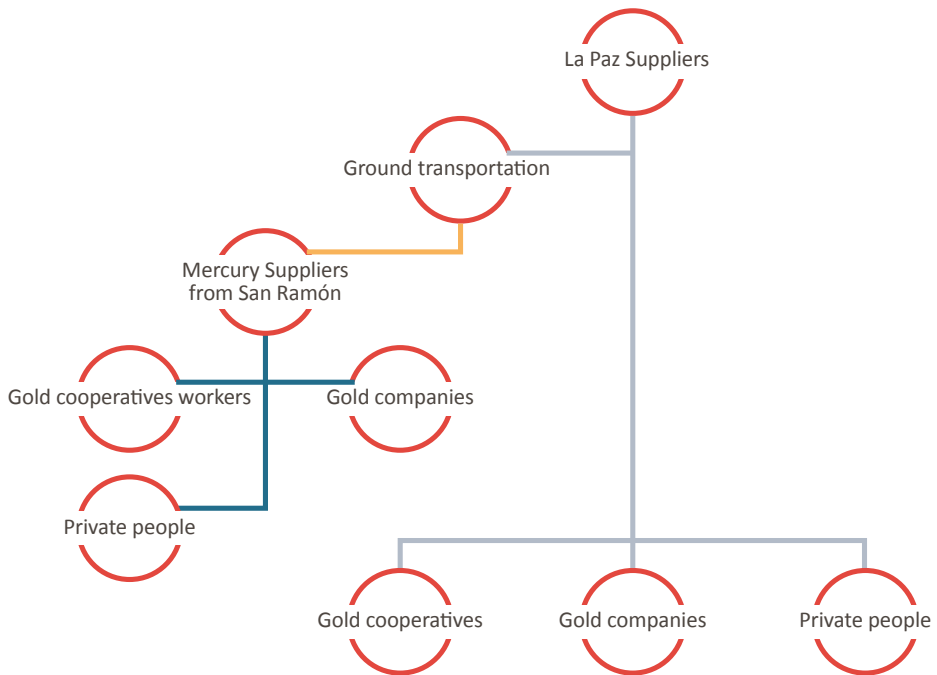 La Paz Suppliers
Ground transportation
Mercury Suppliers
from San Ramón
Gold cooperatives workers
Gold companies
Private people
Gold cooperatives
Gold companies
Private people